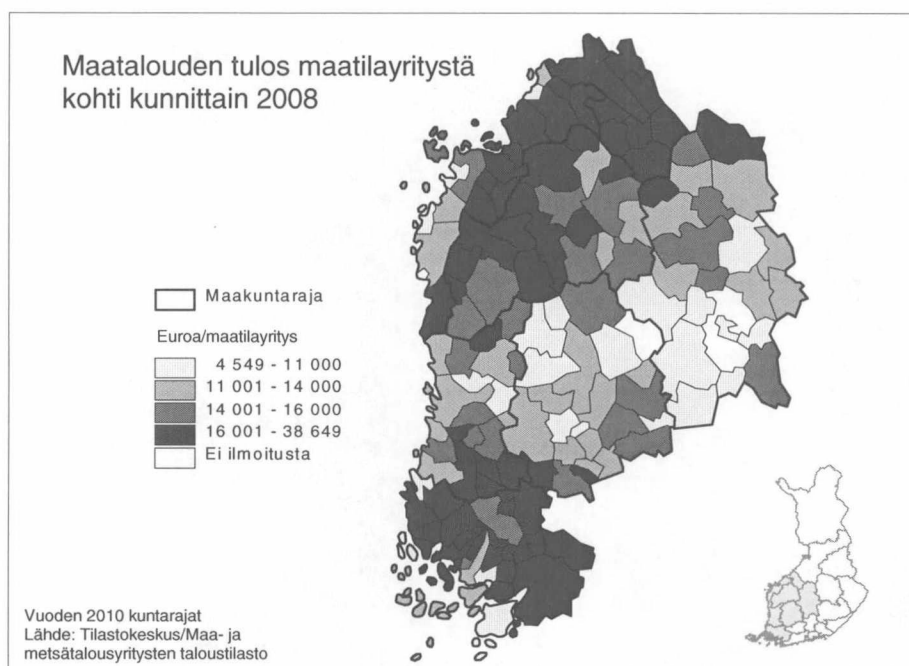 Maatalouden tulos maatilayritystä
kohti kunnittain 2008
Maakuntaraja
Euroa/maatilayritys
4 549 - 11 000
11 001 - 14 000
14 001 - 16 000
16 001 - 38 649
Ei ilmoitusta
Vuoden 2010 kuntarajat
Lähde: Tilastokeskus/Maa- ja
metsätalousyritysten taloustilasto